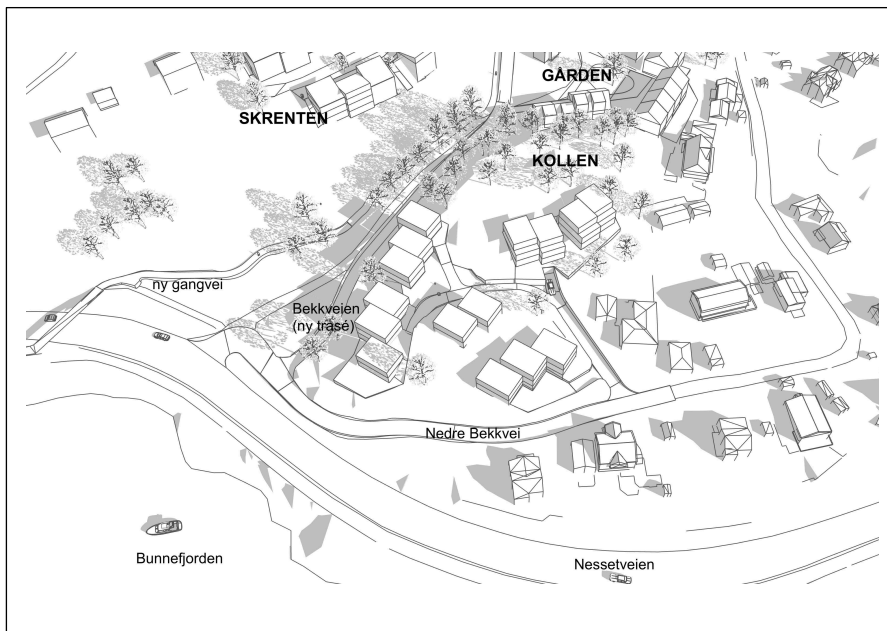 GÅRDEN
SKRENTEN
KOLLEN
ny gangvei
Bekkveien
(ny trasé)
Nedre Bekkvei
Bunnefjorden
Nessetveien